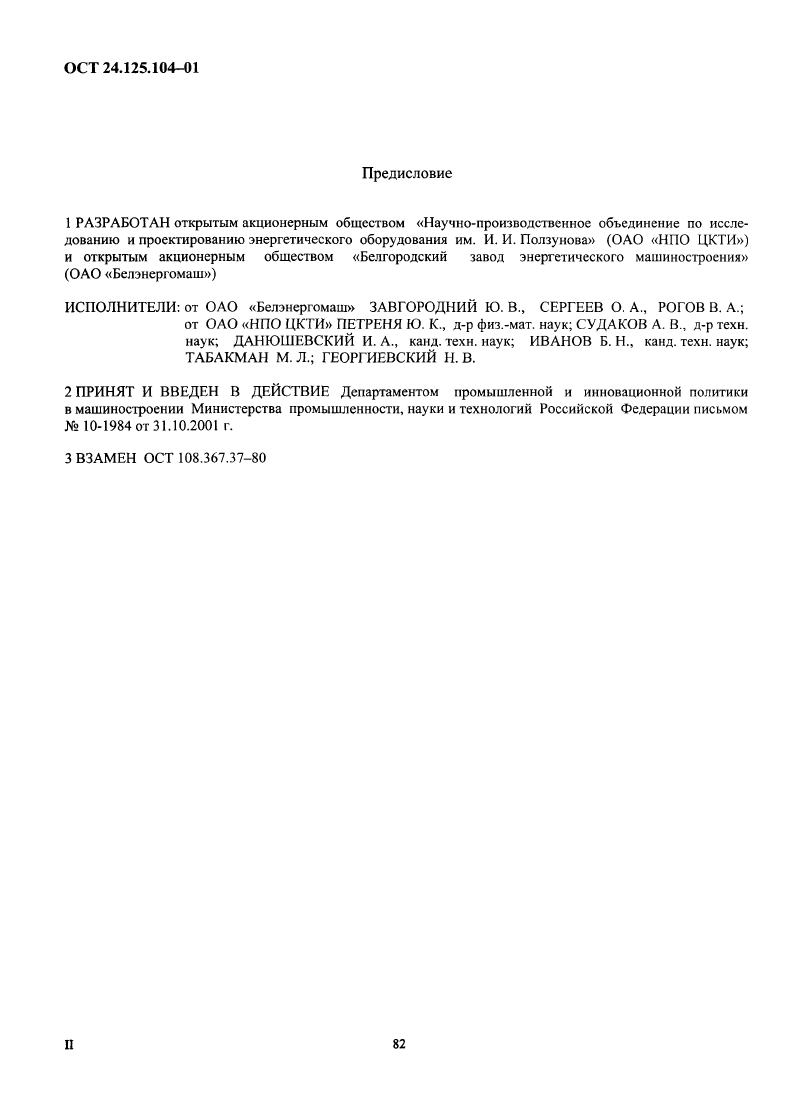 ОСТ 24.125.104–01
Предисловие
1 РАЗРАБОТАН открытым акционерным обществом «Научно-производственное объединение по иссле-
дованию и проектированию энергетического оборудования им. И. И. Ползунова» (ОАО «НПО ЦКТИ»)
и открытым акционерным обществом «Белгородский завод энергетического машиностроения»
(ОАО «Белэнергомаш»)
ИСПОЛНИТЕЛИ: от ОАО «Белэнергомаш» ЗАВГОРОДНИЙ Ю. В., СЕРГЕЕВ О. А., РОГОВ В. А.;
от ОАО «НПО ЦКТИ» ПЕТРЕНЯ Ю. К., д-р физ.-мат. наук; СУДАКОВ А. В., д-р техн.
наук; ДАНЮШЕВСКИЙ И. А., канд. техн. наук; ИВАНОВ Б. Н., канд. техн. наук;
ТАБАКМАН М. Л.; ГЕОРГИЕВСКИЙ Н. В.
2 ПРИНЯТ И ВВЕДЕН В ДЕЙСТВИЕ Департаментом промышленной и инновационной политики
в машиностроении Министерства промышленности, науки и технологий Российской Федерации письмом
№ 10-1984 от 31.10.2001 г.
3 ВЗАМЕН ОСТ 108.367.37–80
II 82